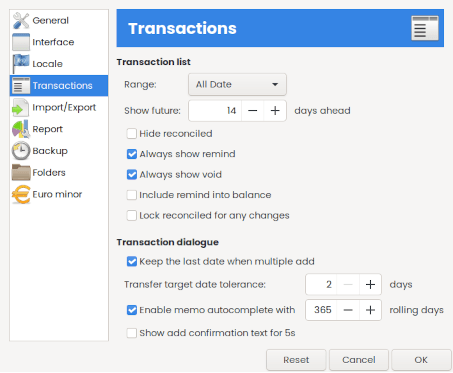 General
Interface
Locale
Transactions
Import/Export
Report
Backup
Folders
Euro minor
Transactions
Transaction list
Range: All Date
Show future: 14 days ahead
Hide reconciled
Always show remind
Always show void
Include remind into balance
Lock reconciled for any changes
Transaction dialogue
Keep the last date when multiple add
Transfer target date tolerance: 2 days
Enable memo autocomplete with 365 rolling days
Show add confirmation text for 5s
Reset Cancel OK